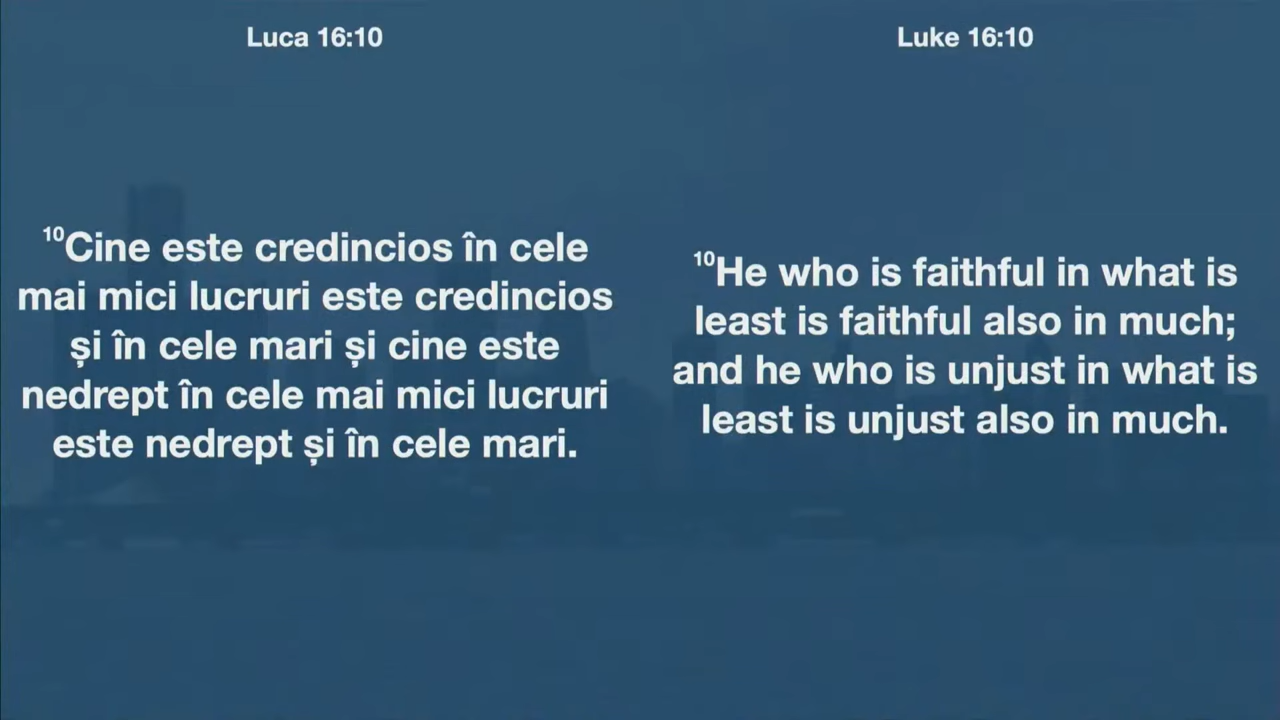 Luca 16:10
¹⁰Cine este credincios în cele
mai mici lucruri este credincios
și în cele mari și cine este
nedrept în cele mai mici lucruri
este nedrept și în cele mari.
Luke 16:10
¹⁰He who is faithful in what is
least is faithful also in much;
and he who is unjust in what is
least is unjust also in much.